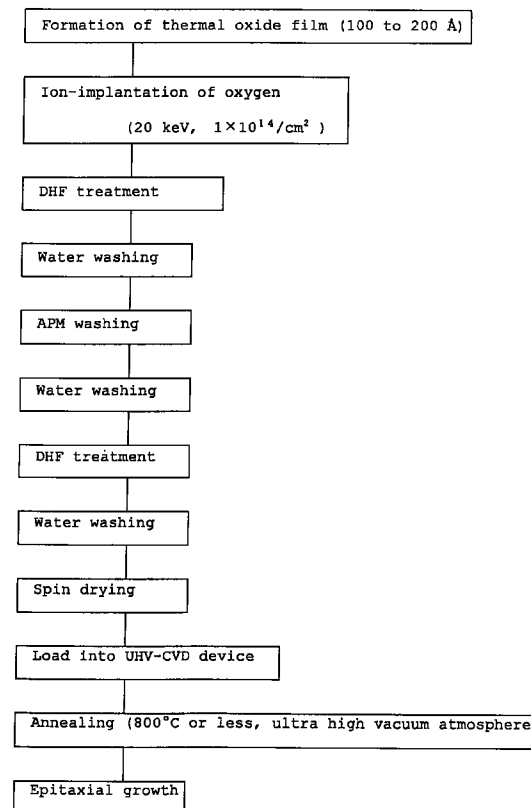 Formation of thermal oxide film (100 to 200 Å)
Ion-implantation of oxygen
(20 keV, 1×10¹⁴/cm² )
DHF treatment
Water washing
APM washing
Water washing
DHF treatment
Water washing
Spin drying
Load into UHV-CVD device
Annealing (800°C or less, ultra high vacuum atmosphere
Epitaxial growth